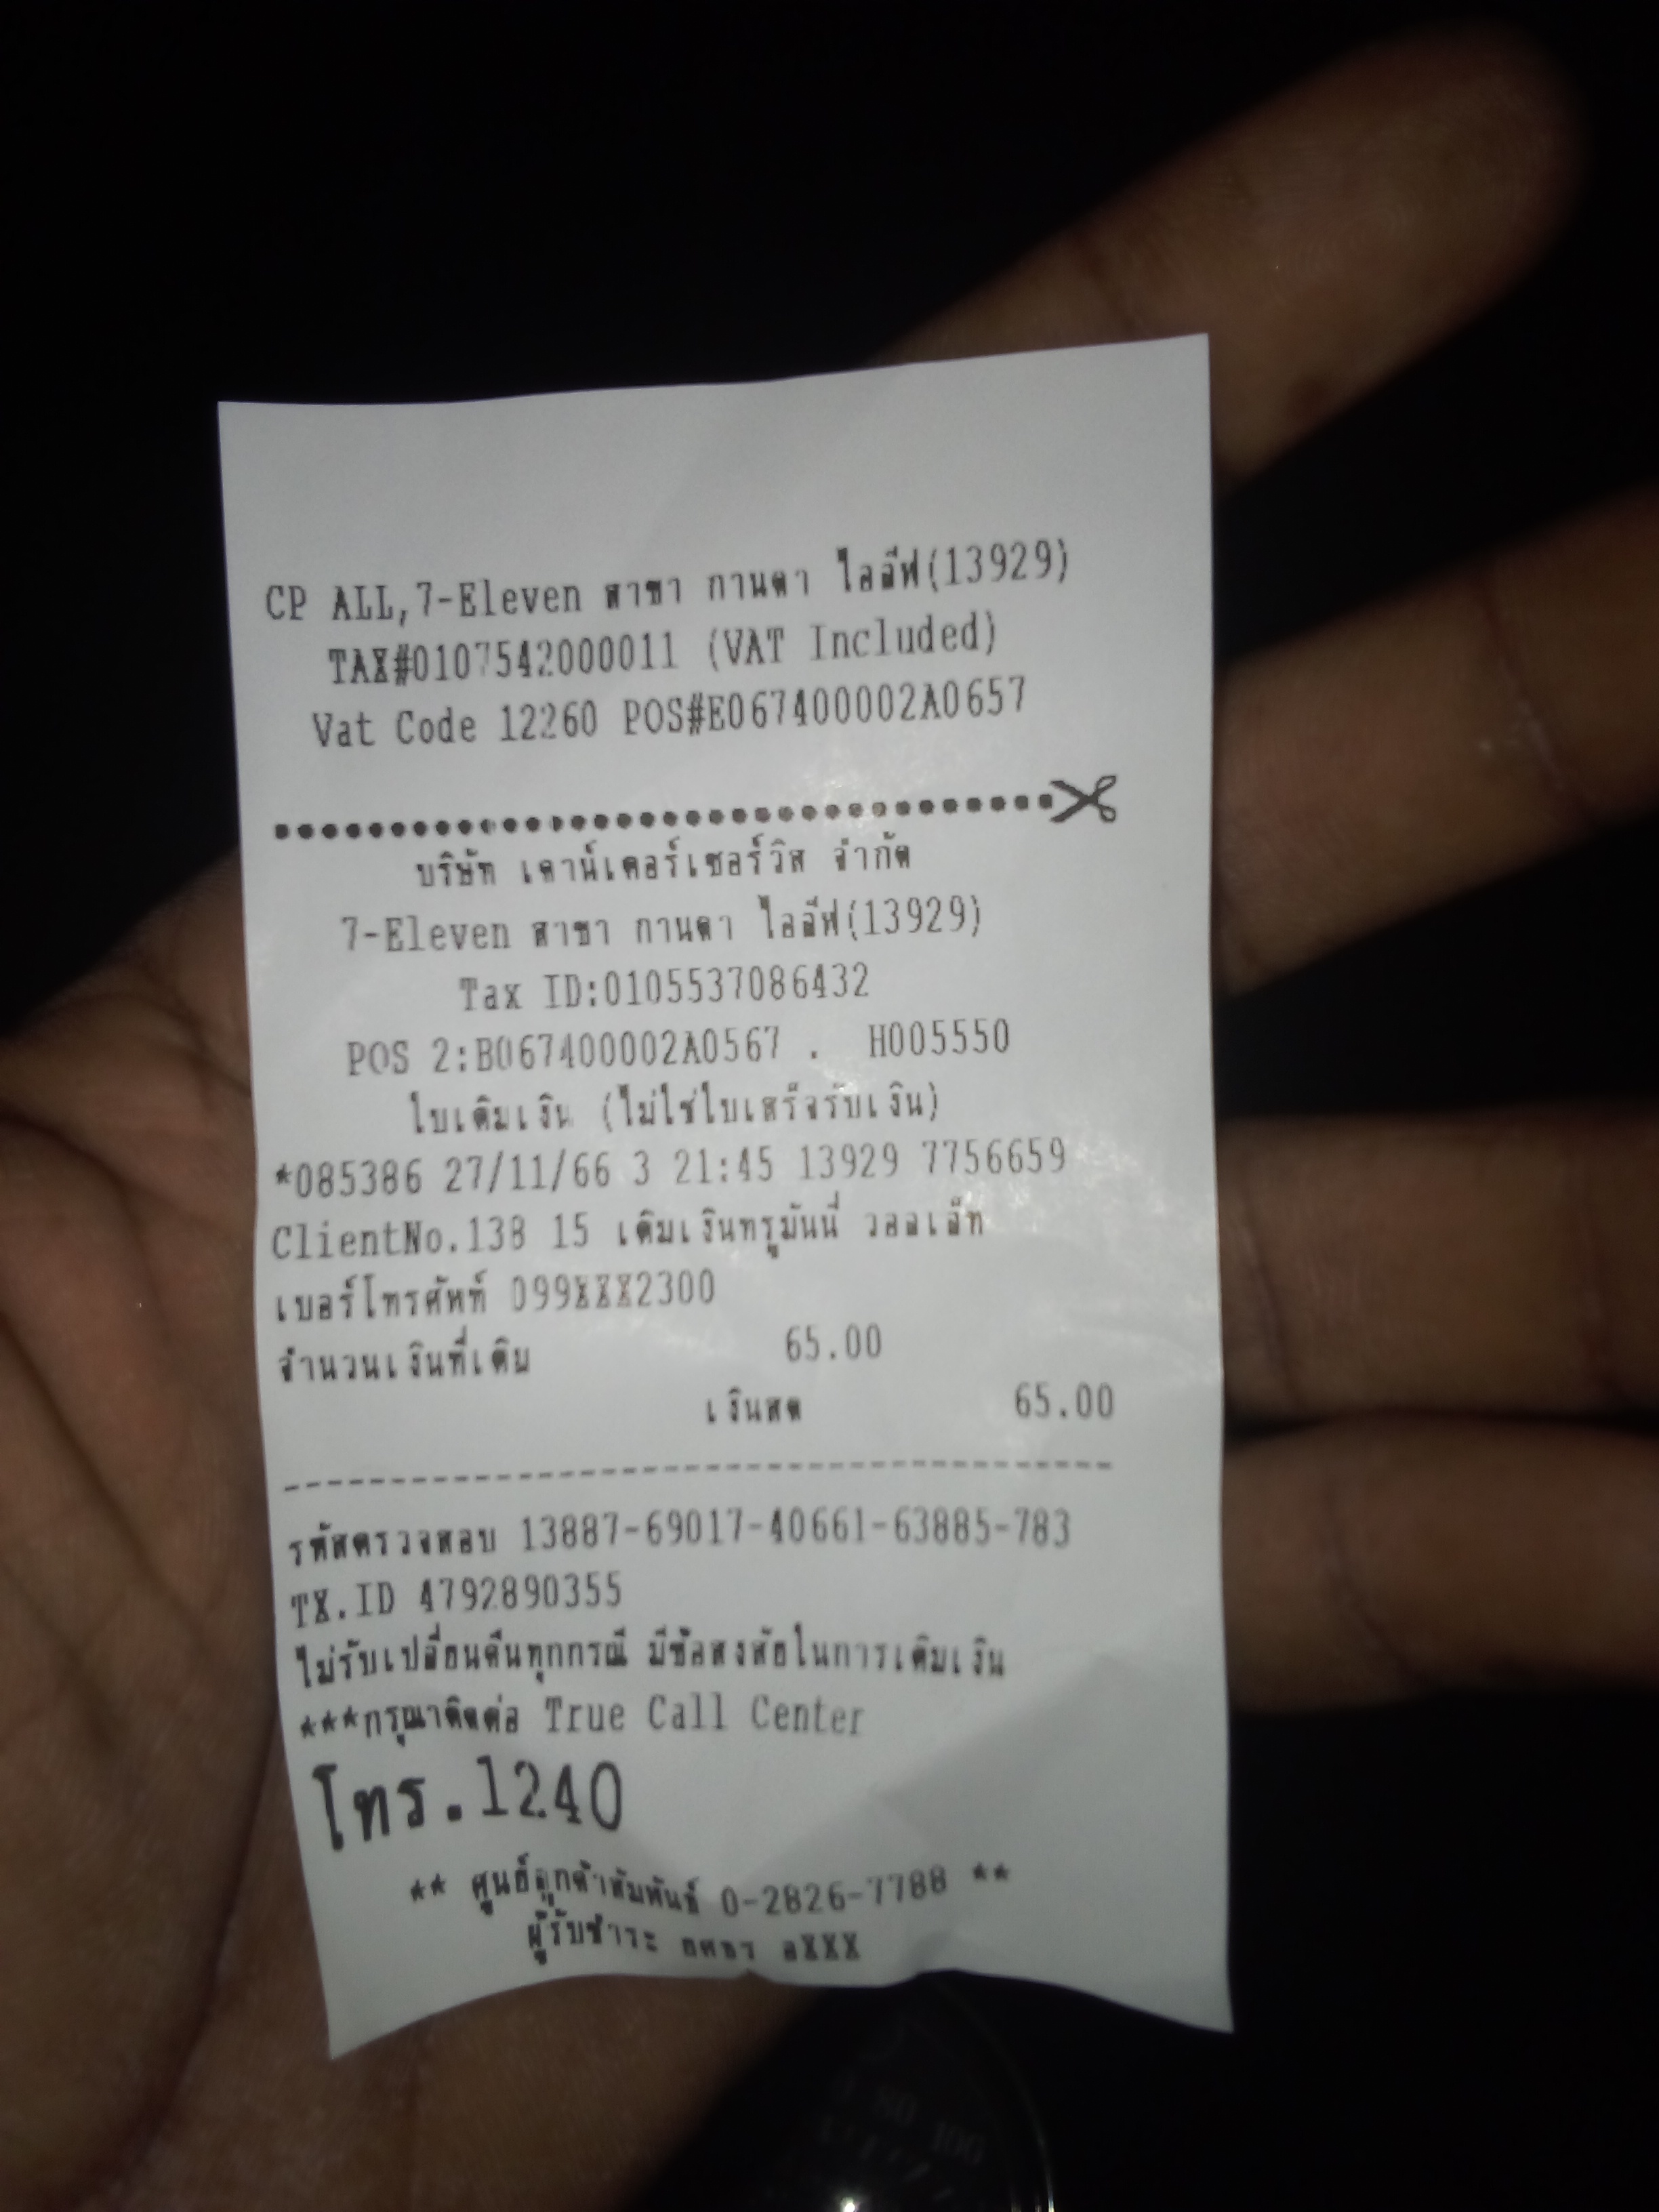 CP ALL,7-Eleven สาขา กานดา ไอลีฟ(13929)
TAX#0107542000011 (VAT Included)
Vat Code 12260 POS#E067400002A0657
บริษัท เคาน์เตอร์เซอร์วิส จำกัด
7-Eleven สาขา กานดา ไอลีฟ(13929)
Tax ID:0105537086432
POS 2:B067400002A0567 . H005550
ใบเติมเงิน (ไม่ใช่ใบเสร็จรับเงิน)
*085386 27/11/66 3 21:45 13929 7756659
ClientNo.138 15 เติมเงินทรูมันนี่ วอลเล็ท
เบอร์โทรศัพท์ 099XXX2300
จำนวนเงินที่เติม 65.00
เงินสด 65.00
รหัสตรวจสอบ 13887-69017-40661-63885-783
TX.ID 4792890355
ไม่รับเปลี่ยนคืนทุกกรณี มีข้อสงสัยในการเติมเงิน
***กรุณาติดต่อ True Call Center
โทร.1240
** ศูนย์ลูกค้าสัมพันธ์ 0-2826-7788 **
ผู้รับชำระ
80 100